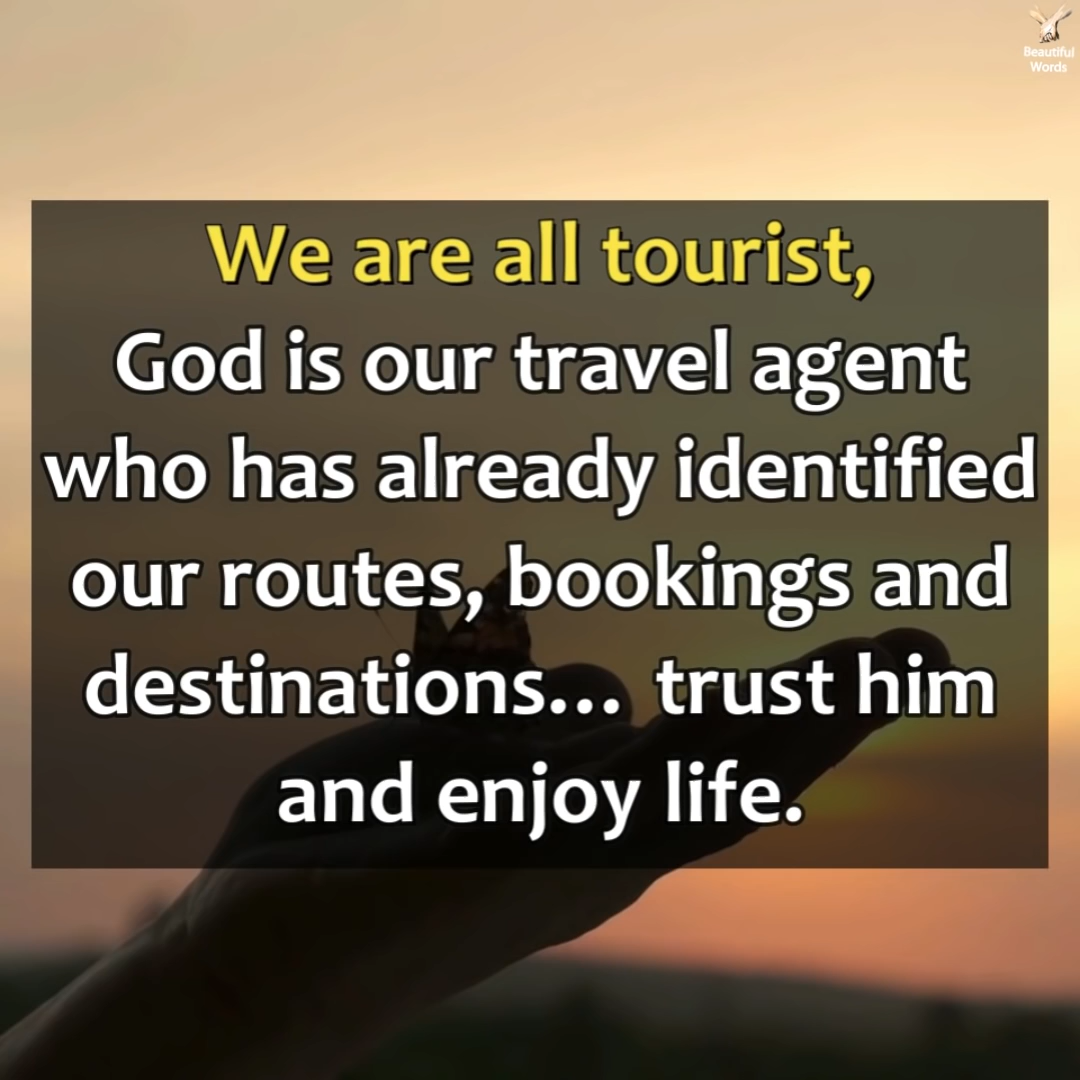 Beautiful
Words
We are all tourist,
God is our travel agent
who has already identified
our routes, bookings and
destinations... trust him
and enjoy life.